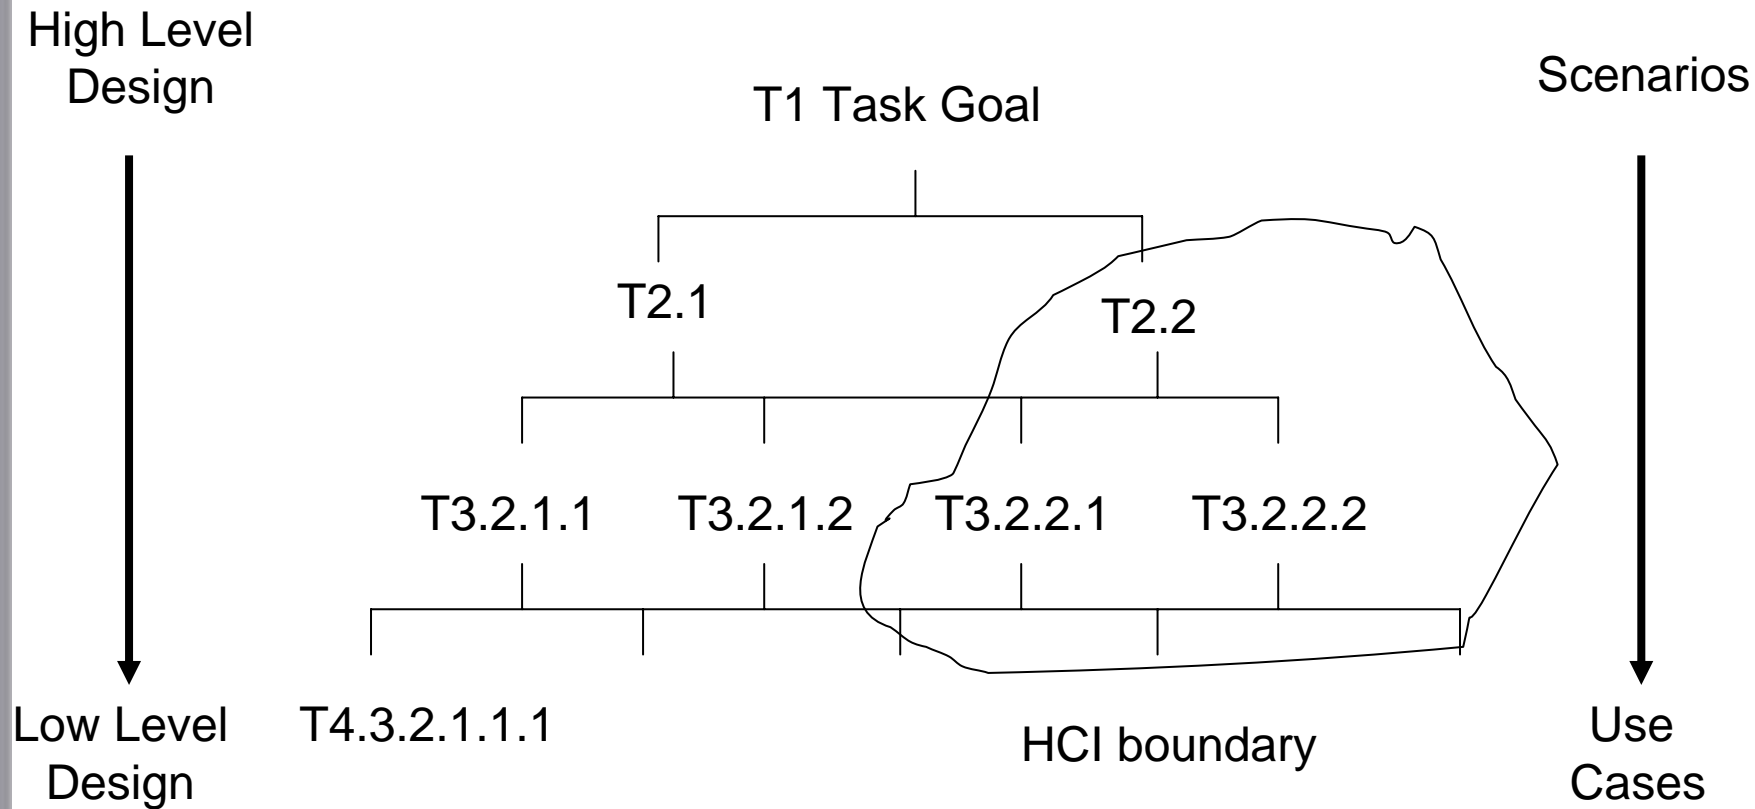 High Level
Design
Scenarios
T1 Task Goal
T2.1
T2.2
T3.2.1.1
T3.2.1.2
T3.2.2.1
T3.2.2.2
Low Level
Design
T4.3.2.1.1.1
HCI boundary
Use
Cases